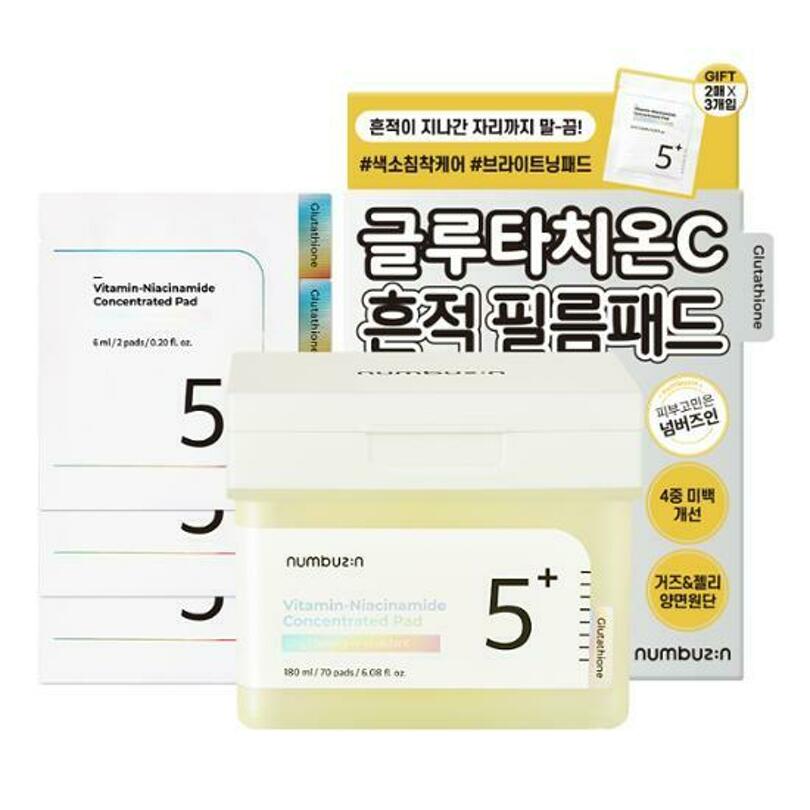 GIFT
2매 X
3개입
Vitamin-Niacinamide
Concentrated Pad
5+
흔적이 지나간 자리까지 말-끔!
#색소침착케어 #브라이트닝패드
글루타치온C
흔적 필름패드
Glutathione
피부고민은
넘버즈인
4중 미백
개선
거즈&젤리
양면원단
numbuz:n
Glutathione
Glutathione
Vitamin-Niacinamide
Concentrated Pad
6 ml / 2 pads / 0.20 fl. oz.
5
numbuz:n
numbuz:n
Vitamin-Niacinamide
Concentrated Pad
180 ml / 70 pads / 6.08 fl. oz.
5+
Glutathione